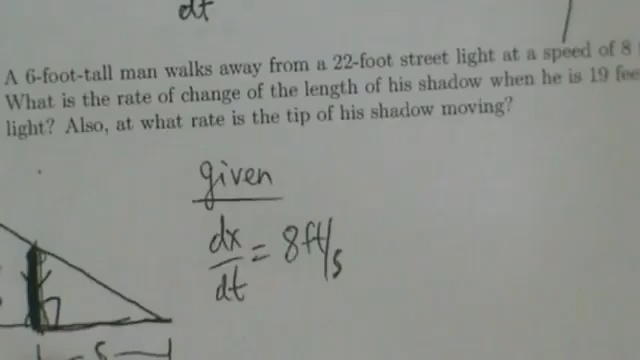 dt
A 6-foot-tall man walks away from a 22-foot street light at a speed of 8
What is the rate of change of the length of his shadow when he is 19 fee
light? Also, at what rate is the tip of his shadow moving?
given
dx/dt = 8 ft/s
s